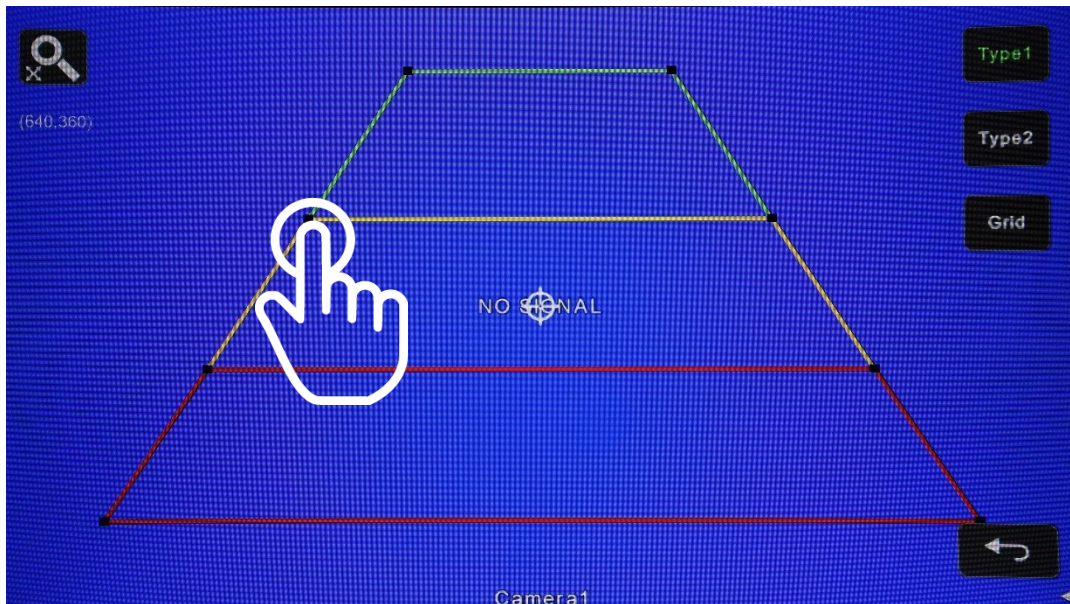 Type1
(640,360)
Type2
Grid
NO SIGNAL
Camera1